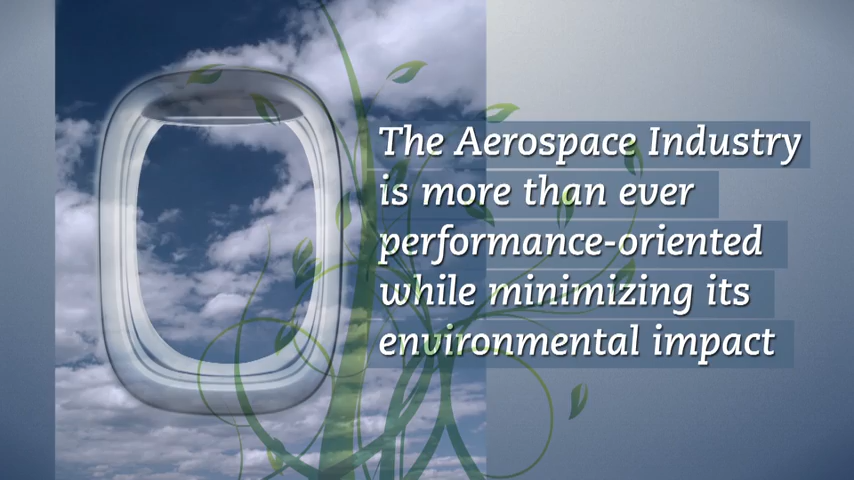 The Aerospace Industry
is more than ever
performance-oriented
while minimizing its
environmental impact